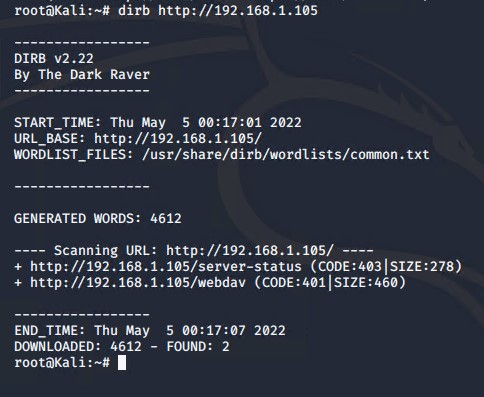 root@Kali:~# dirb http://192.168.1.105
-----------------
DIRB v2.22
By The Dark Raver
-----------------
START_TIME: Thu May  5 00:17:01 2022
URL_BASE: http://192.168.1.105/
WORDLIST_FILES: /usr/share/dirb/wordlists/common.txt
-----------------
GENERATED WORDS: 4612
---- Scanning URL: http://192.168.1.105/ ----
+ http://192.168.1.105/server-status (CODE:403|SIZE:278)
+ http://192.168.1.105/webdav (CODE:401|SIZE:460)
-----------------
END_TIME: Thu May  5 00:17:07 2022
DOWNLOADED: 4612 - FOUND: 2
root@Kali:~#